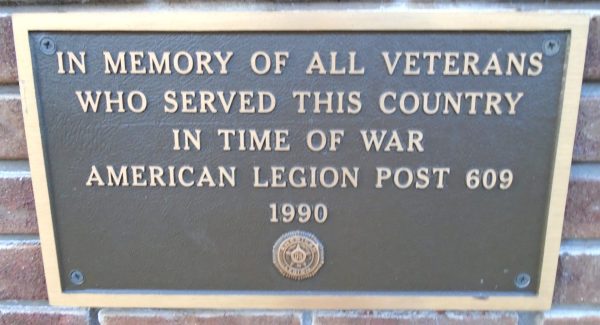 IN MEMORY OF ALL VETERANS
WHO SERVED THIS COUNTRY
IN TIME OF WAR
AMERICAN LEGION POST 609
1990